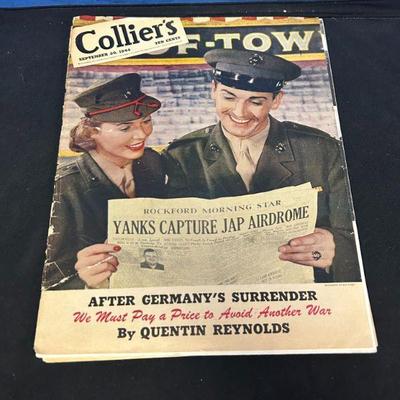 Collier's
TEN CENTS
SEPTEMBER 30, 1944
F-TOW
ROCKFORD MORNING STAR
YANKS CAPTURE JAP AIRDROME
AFTER GERMANY'S SURRENDER
We Must Pay a Price to Avoid Another War
By QUENTIN REYNOLDS